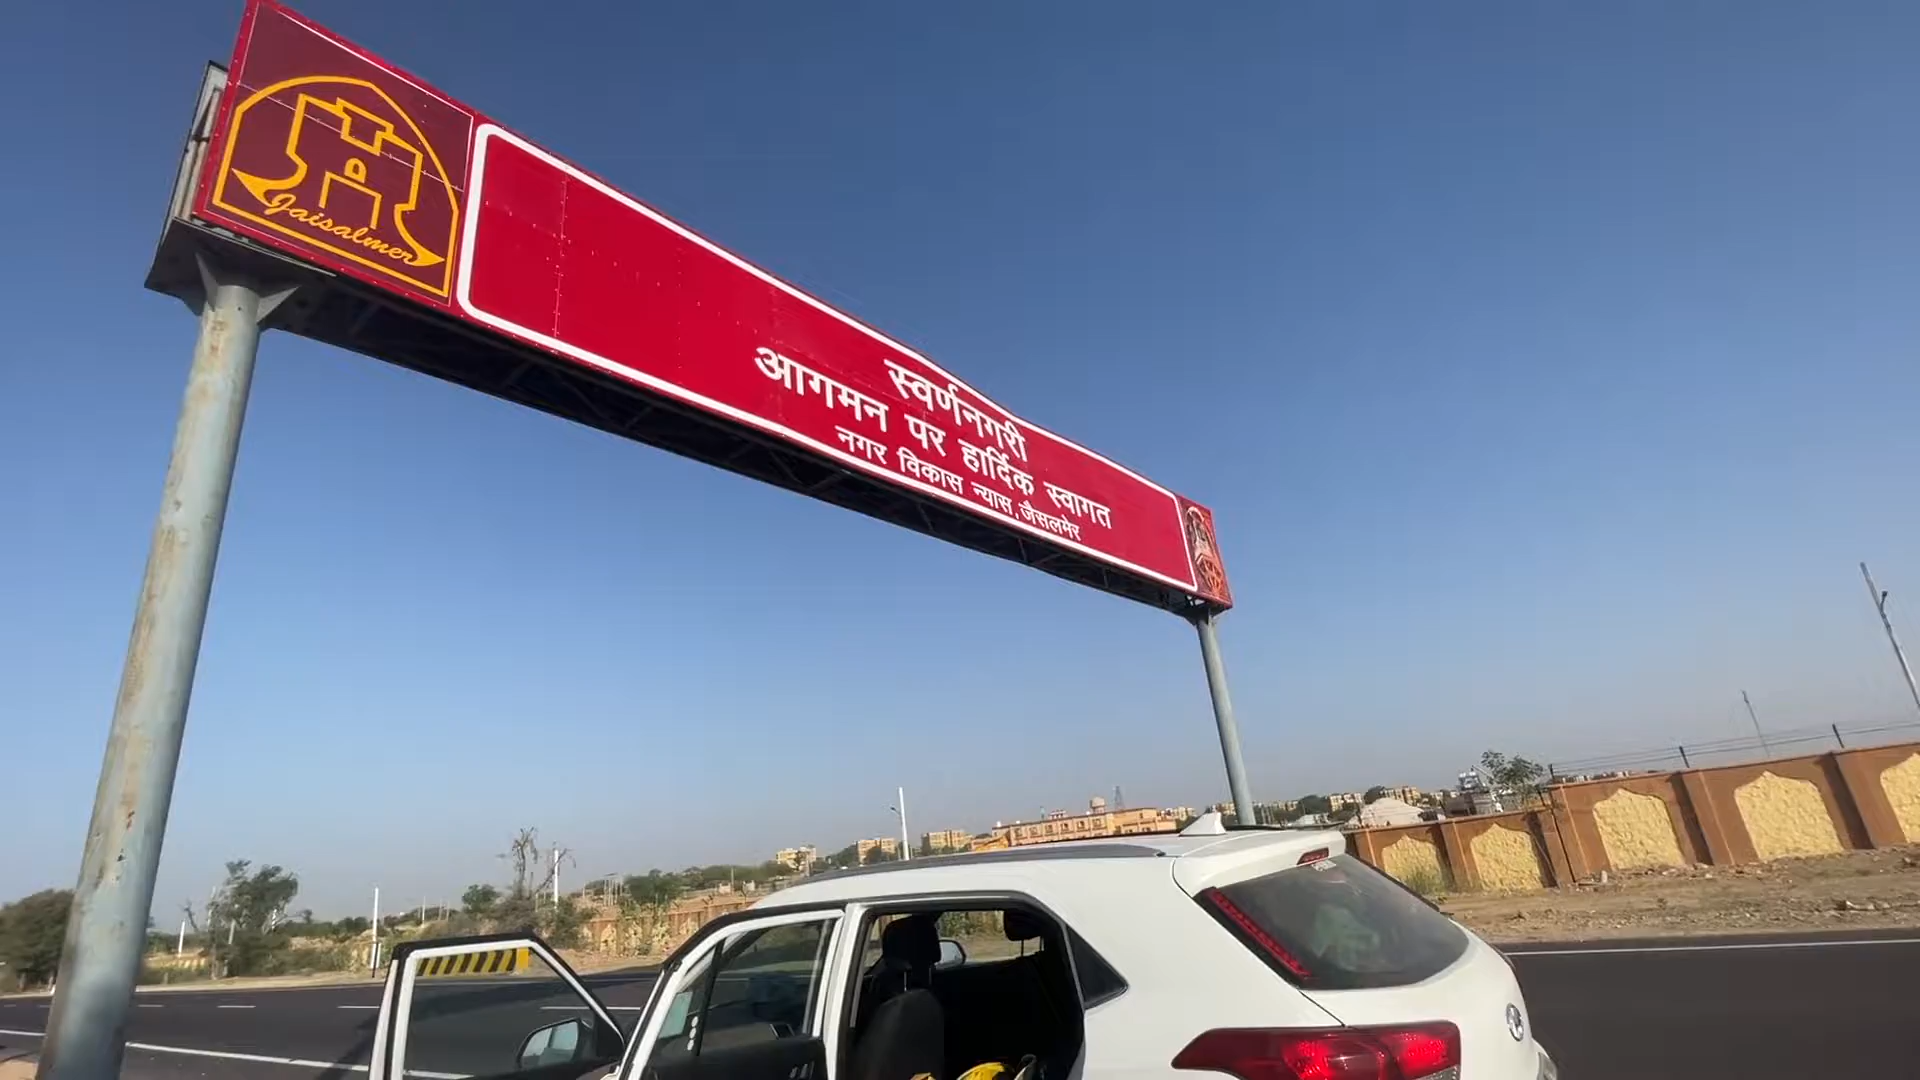 Jaisalmer
स्वर्णनगरी
आगमन पर हार्दिक स्वागत
नगर विकास न्यास, जैसलमेर